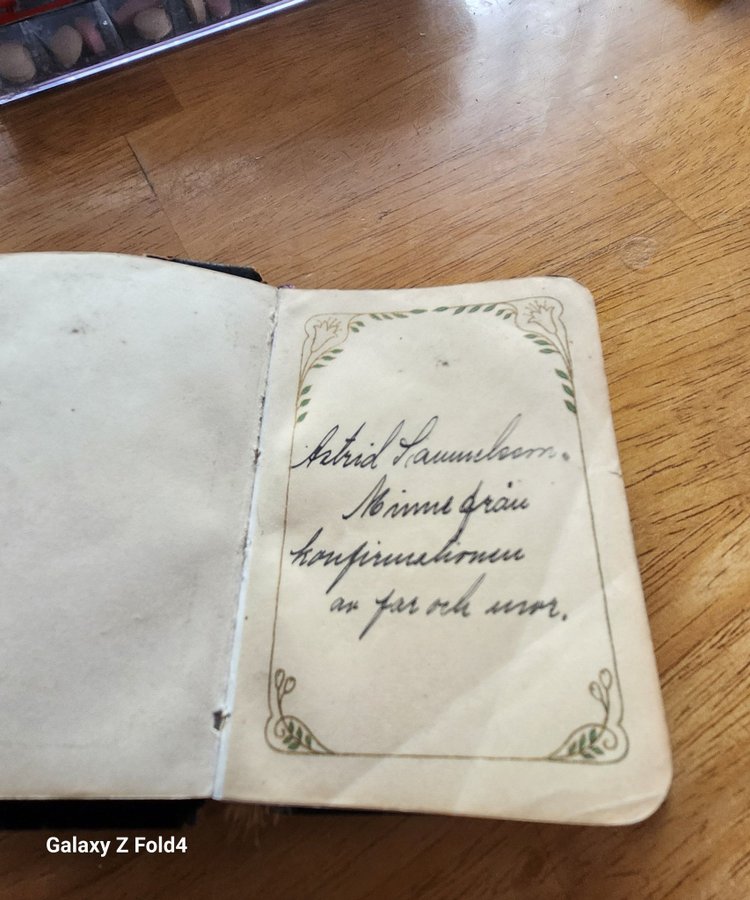 Astrid Samuelsson.
Minne från
konfirmationen
av far och mor.
Galaxy Z Fold4